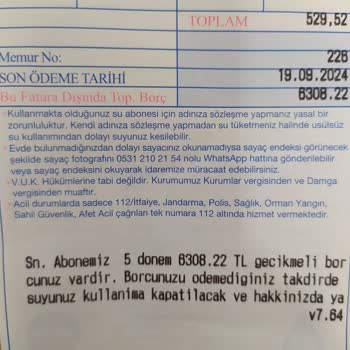 TOPLAM 529,52
Memur No: 226
SON ÖDEME TARİHİ 19.09.2024
Bu Fatura Dışında Top. Borç 6308.22
Kullanmakta olduğunuz su abonesi için adınıza sözleşme yapmanız yasal bir
zorunluluktur. Kendi adınıza sözleşme yapmadan su tüketmeniz halinde usülsüz
su kullanımından dolayı suyunuz kesilebilir.
Evde bulunmadığınızdan dolayı sayacınız okunamadıysa sayaç endeksi görünecek
şekilde sayaç fotoğrafını 0531 210 21 54 nolu WhatsApp hattına gönderilebilir
veya sayaç endeksini okuyarak idaremize müracaat edebilirsiniz.
V.U.K. Hükümlerine tabi değildir. Kurumumuz Kurumlar vergisinden ve Damga
vergisinden muaftır.
Acil durumlarda sadece 112/İtfaiye, Jandarma, Polis, Sağlık, Orman Yangın,
Sahil Güvenlik, Afet Acil çağrıları tek numara 112 altında hizmet vermektedir.
Sn. Abonemiz 5 donem 6308.22 TL gecikmeli bor
cunuz vardir. Borcunuzu odemediginiz takdirde
suyunuz kullanima kapatilacak ve hakkinizda ya
v7.64